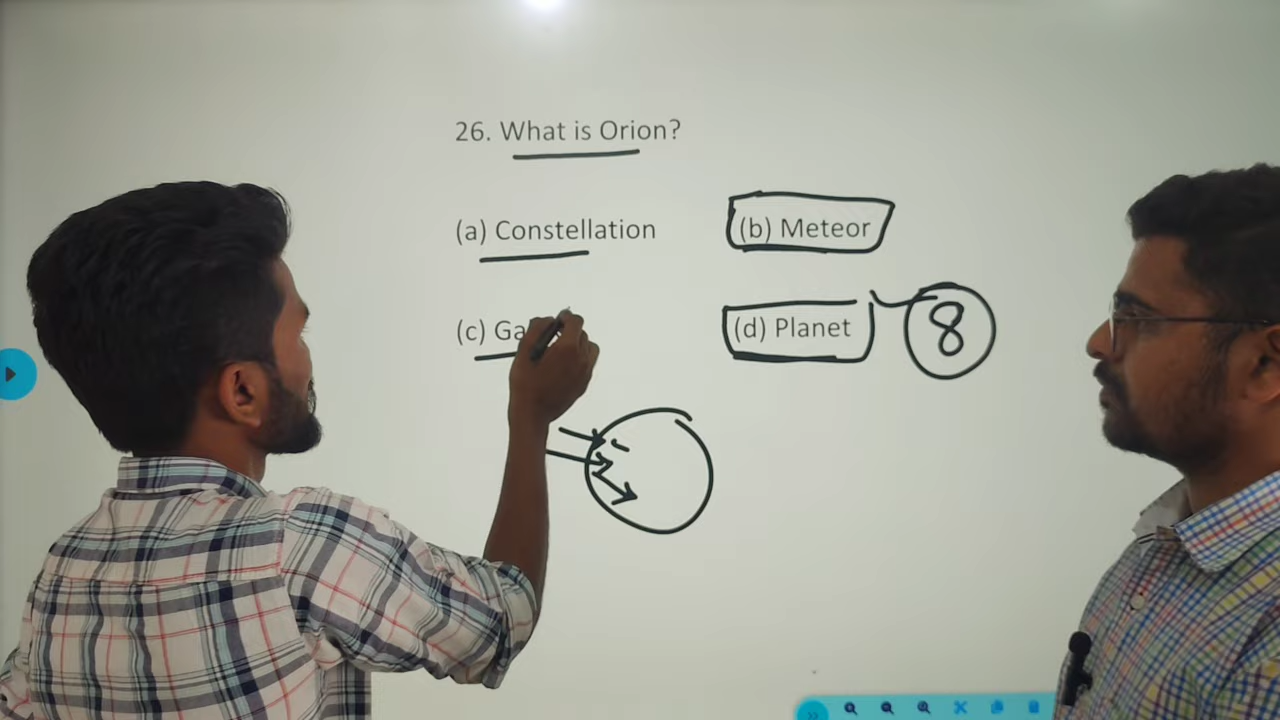 26. What is Orion?
(a) Constellation (b) Meteor
(c) (d) Planet 8